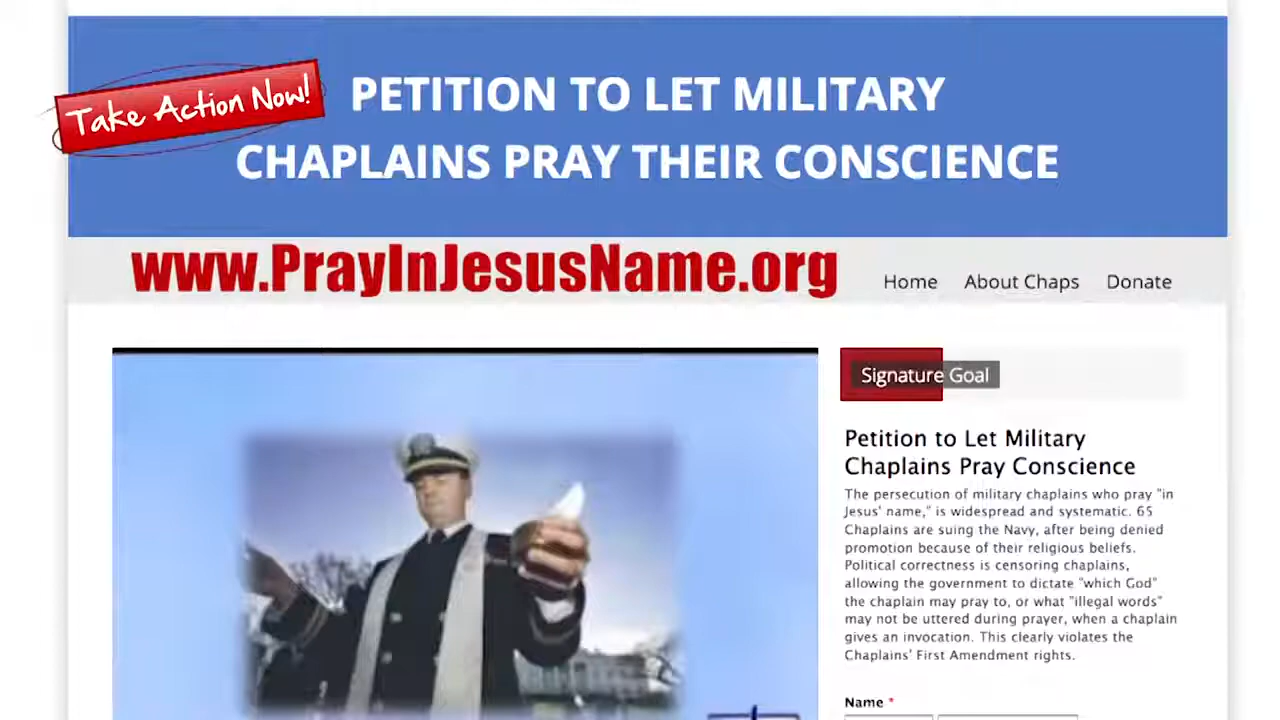 Take Action Now!
PETITION TO LET MILITARY
CHAPLAINS PRAY THEIR CONSCIENCE
www.PrayInJesusName.org
Home About Chaps Donate
Signature Goal
Petition to Let Military
Chaplains Pray Conscience
The persecution of military chaplains who pray "in
Jesus' name," is widespread and systematic. 65
Chaplains are suing the Navy, after being denied
promotion because of their religious beliefs.
Political correctness is censoring chaplains,
allowing the government to dictate "which God"
the chaplain may pray to, or what "illegal words"
may not be uttered during prayer, when a chaplain
gives an invocation. This clearly violates the
Chaplains' First Amendment rights.
Name *